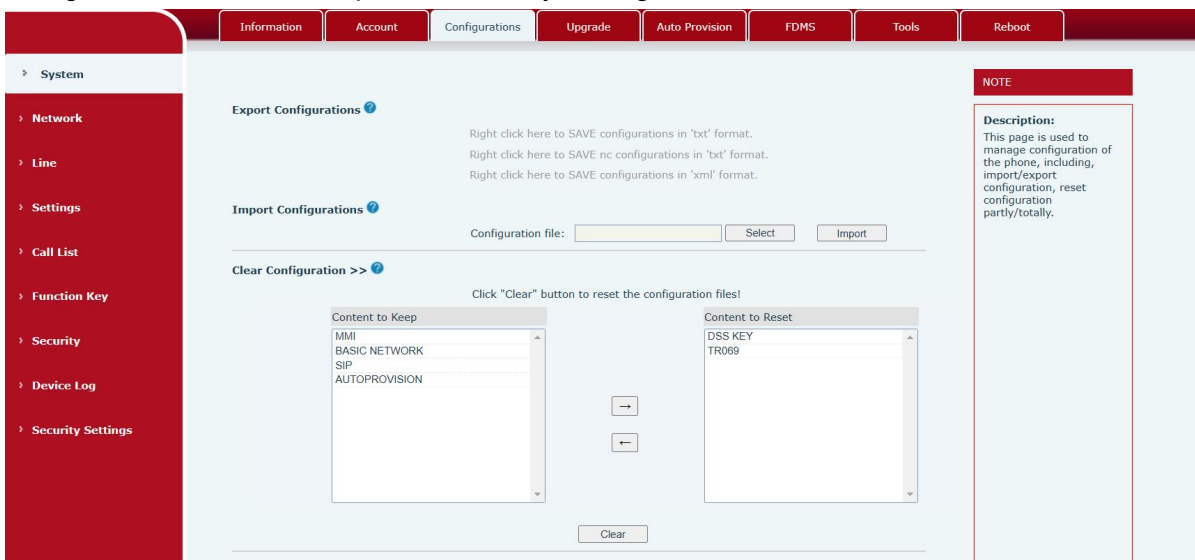 Information Account Configurations Upgrade Auto Provision FDMS Tools Reboot
› System
› Network
› Line
› Settings
› Call List
› Function Key
› Security
› Device Log
› Security Settings
Export Configurations
Right click here to SAVE configurations in 'txt' format.
Right click here to SAVE nc configurations in 'txt' format.
Right click here to SAVE configurations in 'xml' format.
Import Configurations
Configuration file: Select Import
Clear Configuration >>
Click "Clear" button to reset the configuration files!
Content to Keep
MMI
BASIC NETWORK
SIP
AUTOPROVISION
→
←
Content to Reset
DSS KEY
TR069
Clear
NOTE
Description:
This page is used to
manage configuration of
the phone, including,
import/export
configuration, reset
configuration
partly/totally.